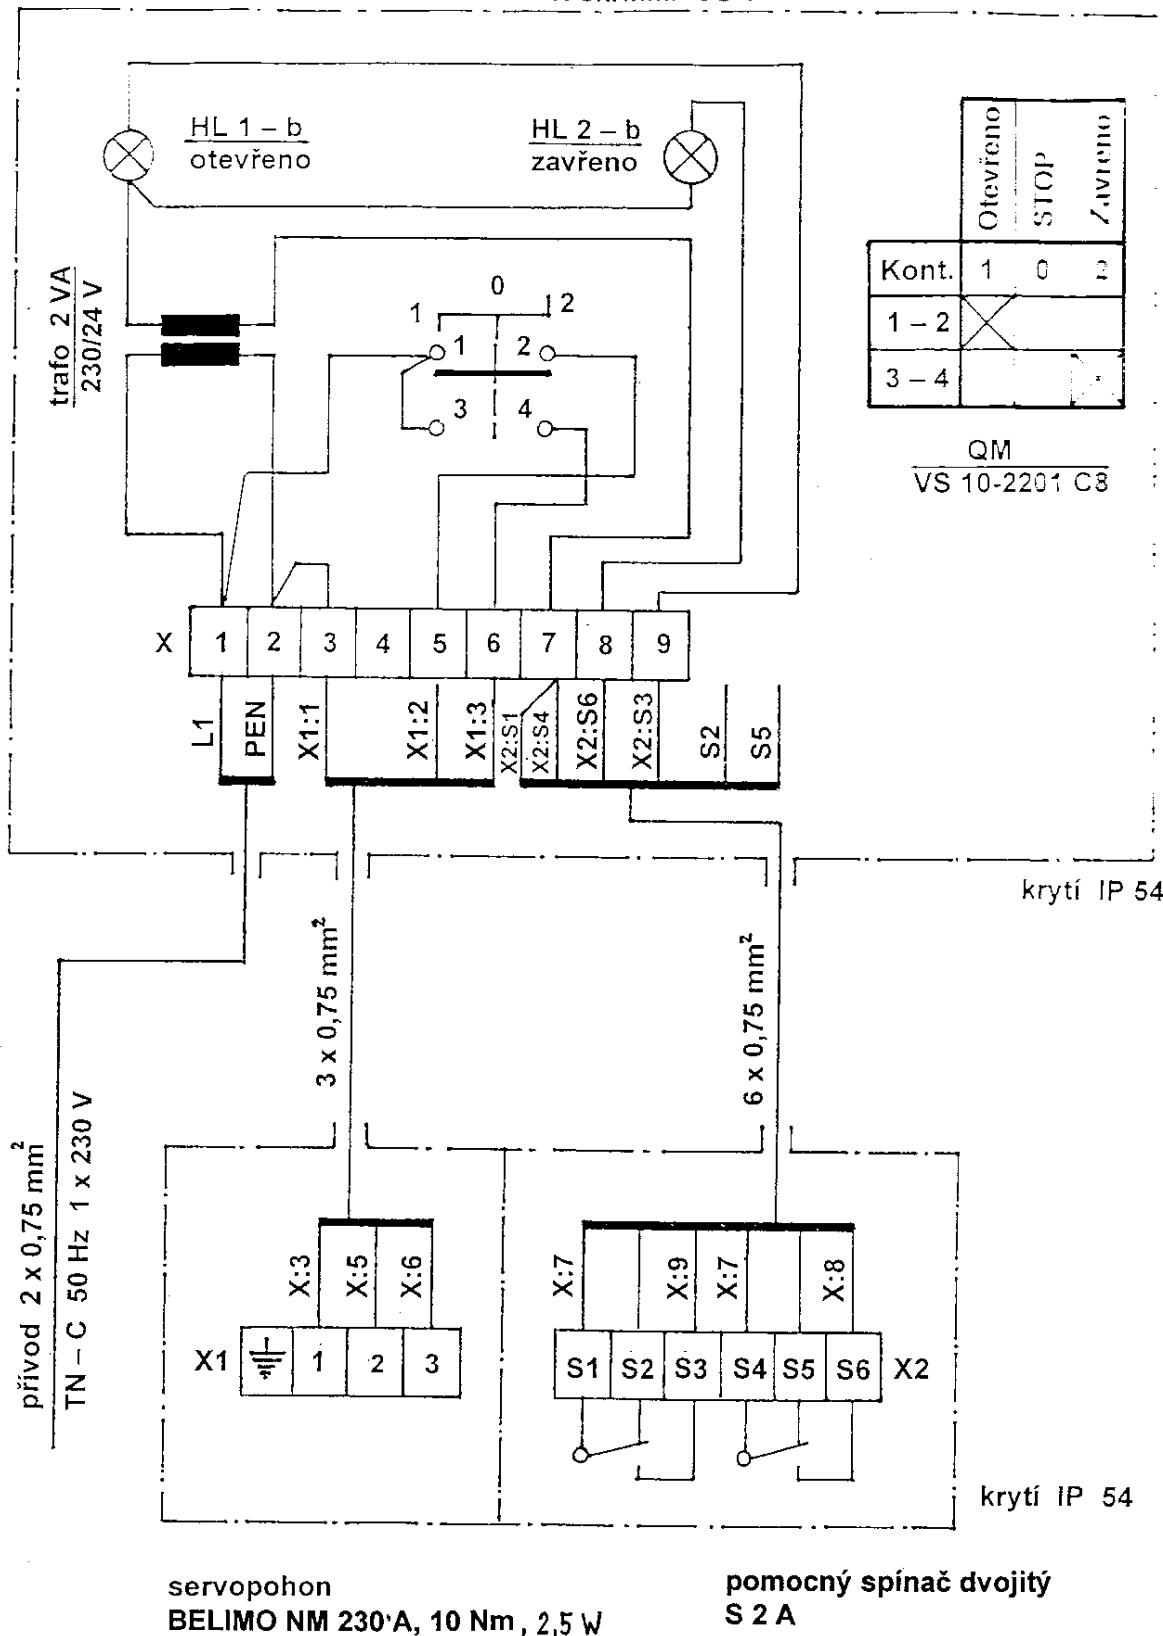 HL 1 – b
otevřeno
HL 2 – b
zavřeno
Otevřeno
STOP
Zavřeno
Kont. 1 0 2
1 – 2
3 – 4
QM
VS 10-2201 C8
trafo 2 VA
230/24 V
0
1 2
1 2
3 4
X 1 2 3 4 5 6 7 8 9
L1
PEN
X1:1
X1:2
X1:3
X2:S1
X2:S4
X2:S6
X2:S3
S2
S5
krytí IP 54
3 x 0,75 mm²
6 x 0,75 mm²
přívod 2 x 0,75 mm²
TN – C 50 Hz 1 x 230 V
X:3
X:5
X:6
X:7
X:9
X:7
X:8
X1 1 2 3
S1 S2 S3 S4 S5 S6 X2
krytí IP 54
servopohon
BELIMO NM 230 A, 10 Nm, 2,5 W
pomocný spínač dvojitý
S 2 A